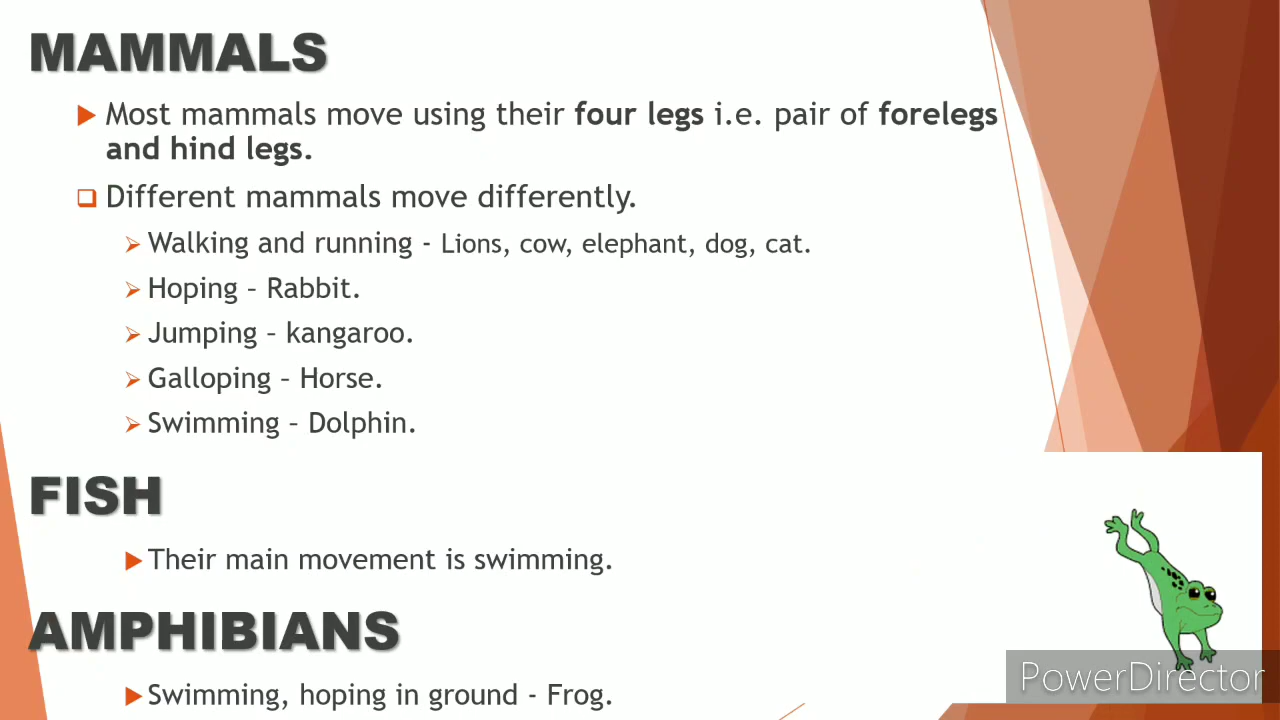 MAMMALS
Most mammals move using their four legs i.e. pair of forelegs
and hind legs.
Different mammals move differently.
Walking and running - Lions, cow, elephant, dog, cat.
Hoping – Rabbit.
Jumping – kangaroo.
Galloping – Horse.
Swimming – Dolphin.
FISH
Their main movement is swimming.
AMPHIBIANS
Swimming, hoping in ground - Frog.
PowerDirector